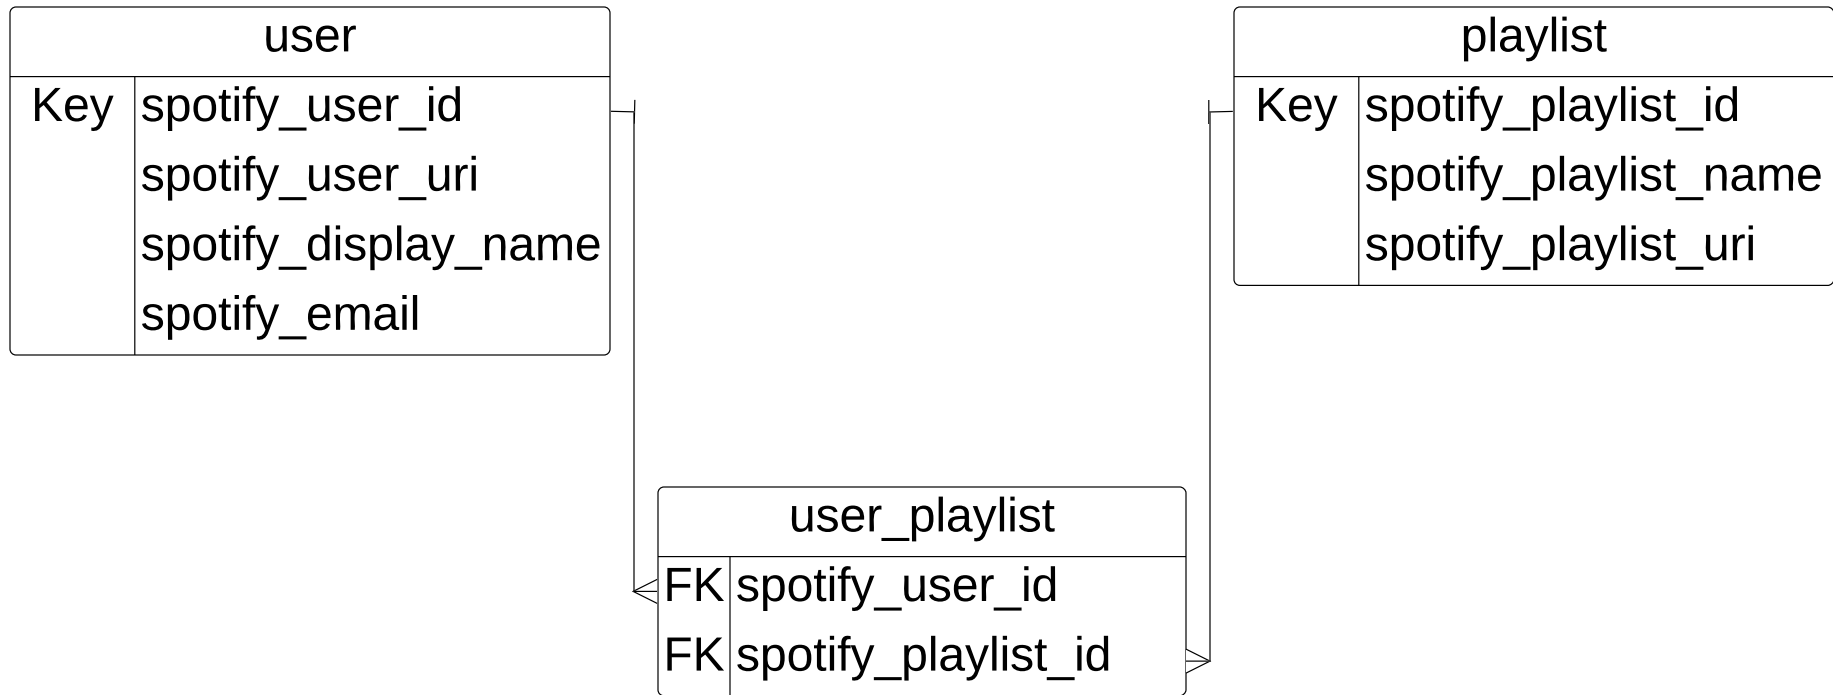 user
Key spotify_user_id
spotify_user_uri
spotify_display_name
spotify_email
playlist
Key spotify_playlist_id
spotify_playlist_name
spotify_playlist_uri
user_playlist
FK spotify_user_id
FK spotify_playlist_id